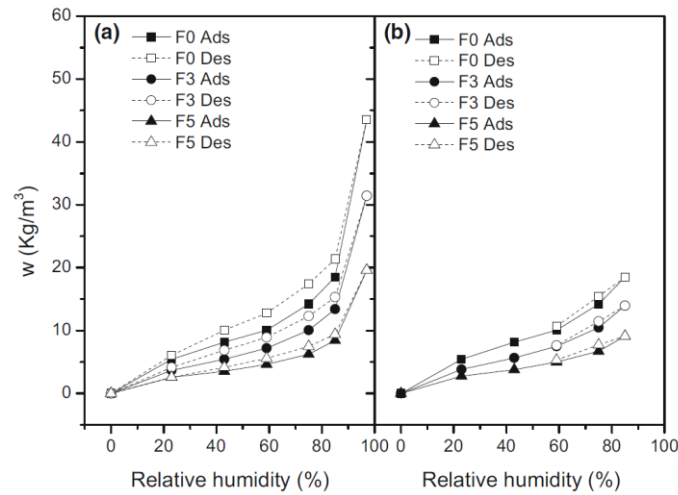 60
50
40
30
20
10
0
w (Kg/m³)
(a)
F0 Ads
F0 Des
F3 Ads
F3 Des
F5 Ads
F5 Des
0 20 40 60 80 100
Relative humidity (%)
(b)
F0 Ads
F0 Des
F3 Ads
F3 Des
F5 Ads
F5 Des
0 20 40 60 80 100
Relative humidity (%)